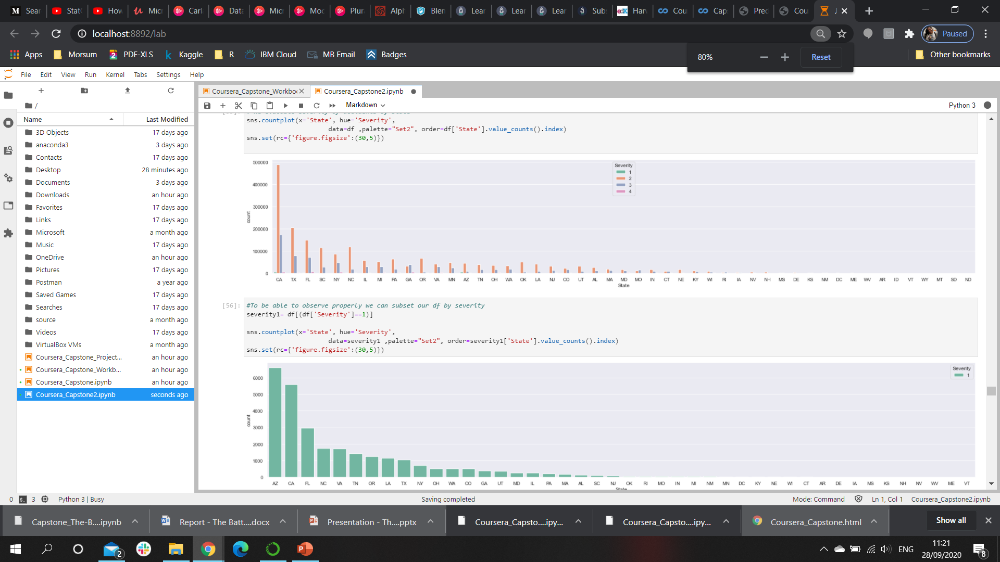 Sear
Stat
How
Micr
Carl
Data
Micr
Moc
Plur
Alph
Blen
Lear
Lear
Lear
Sub
Harv
Cou
Cap
Prec
Cou
J
localhost:8892/lab
Paused
Apps
Morsum
PDF-XLS
Kaggle
R
IBM Cloud
MB Email
Badges
80%
Reset
Other bookmarks
File Edit View Run Kernel Tabs Settings Help
Coursera_Capstone_Workboo
Coursera_Capstone2.ipynb
Markdown
Python 3
/
Name Last Modified
3D Objects 17 days ago
anaconda3 3 days ago
Contacts 17 days ago
Desktop 28 minutes ago
Documents 3 days ago
Downloads an hour ago
Favorites 17 days ago
Links 17 days ago
Microsoft a month ago
Music 17 days ago
OneDrive an hour ago
Pictures 17 days ago
Postman a year ago
Saved Games 17 days ago
Searches 17 days ago
source a month ago
Videos 17 days ago
VirtualBox VMs a month ago
Coursera_Capstone_Project... an hour ago
Coursera_Capstone_Workb... an hour ago
Coursera_Capstone.ipynb an hour ago
Coursera_Capstone2.ipynb seconds ago
sns.countplot(x='State', hue='Severity',
data=df ,palette="Set2", order=df['State'].value_counts().index)
sns.set(rc={'figure.figsize':(30,5)})
500000
400000
300000
200000
100000
0
count
Severity
1
2
3
4
CA TX FL SC NY NC IL MI PA GA OR VA MN AZ TN OH WA OK LA NJ CO UT AL MA MD MO IN CT NE KY WI RI IA NV NH MS DE KS NM DC ME WV AR ID VT WY MT SD ND
State
[56]:
#To be able to observe properly we can subset our df by severity
severity1= df[(df['Severity']==1)]
sns.countplot(x='State', hue='Severity',
data=severity1 ,palette="Set2", order=severity1['State'].value_counts().index)
sns.set(rc={'figure.figsize':(30,5)})
6000
5000
4000
3000
2000
1000
0
count
Severity
1
AZ CA FL NC VA TN OR LA TX NY OH WA CO GA UT MD IL PA MA AL SC NJ OK RI MO IN MI NM MN DC KY NE WI CT AR DE IA MS KS NH NV WV ME VT
State
0 3 Python 3 | Busy
Saving completed
Mode: Command
Ln 1, Col 1
Coursera_Capstone2.ipynb
Capstone_The-B....ipynb
Report - The Batt....docx
Presentation - Th....pptx
Coursera_Capsto....ipy...
Coursera_Capsto....ipy...
Coursera_Capstone.html
Show all
2
ENG
11:21
28/09/2020
8